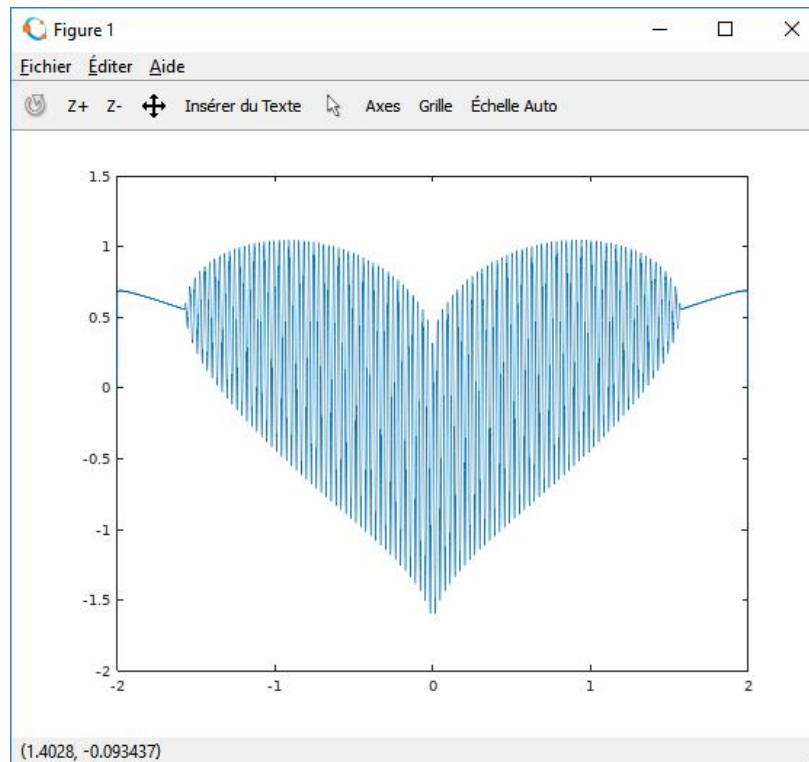 Figure 1
Fichier Éditer Aide
Z+ Z- Insérer du Texte Axes Grille Échelle Auto
1.5
1
0.5
0
-0.5
-1
-1.5
-2
-2 -1 0 1 2
(1.4028, -0.093437)